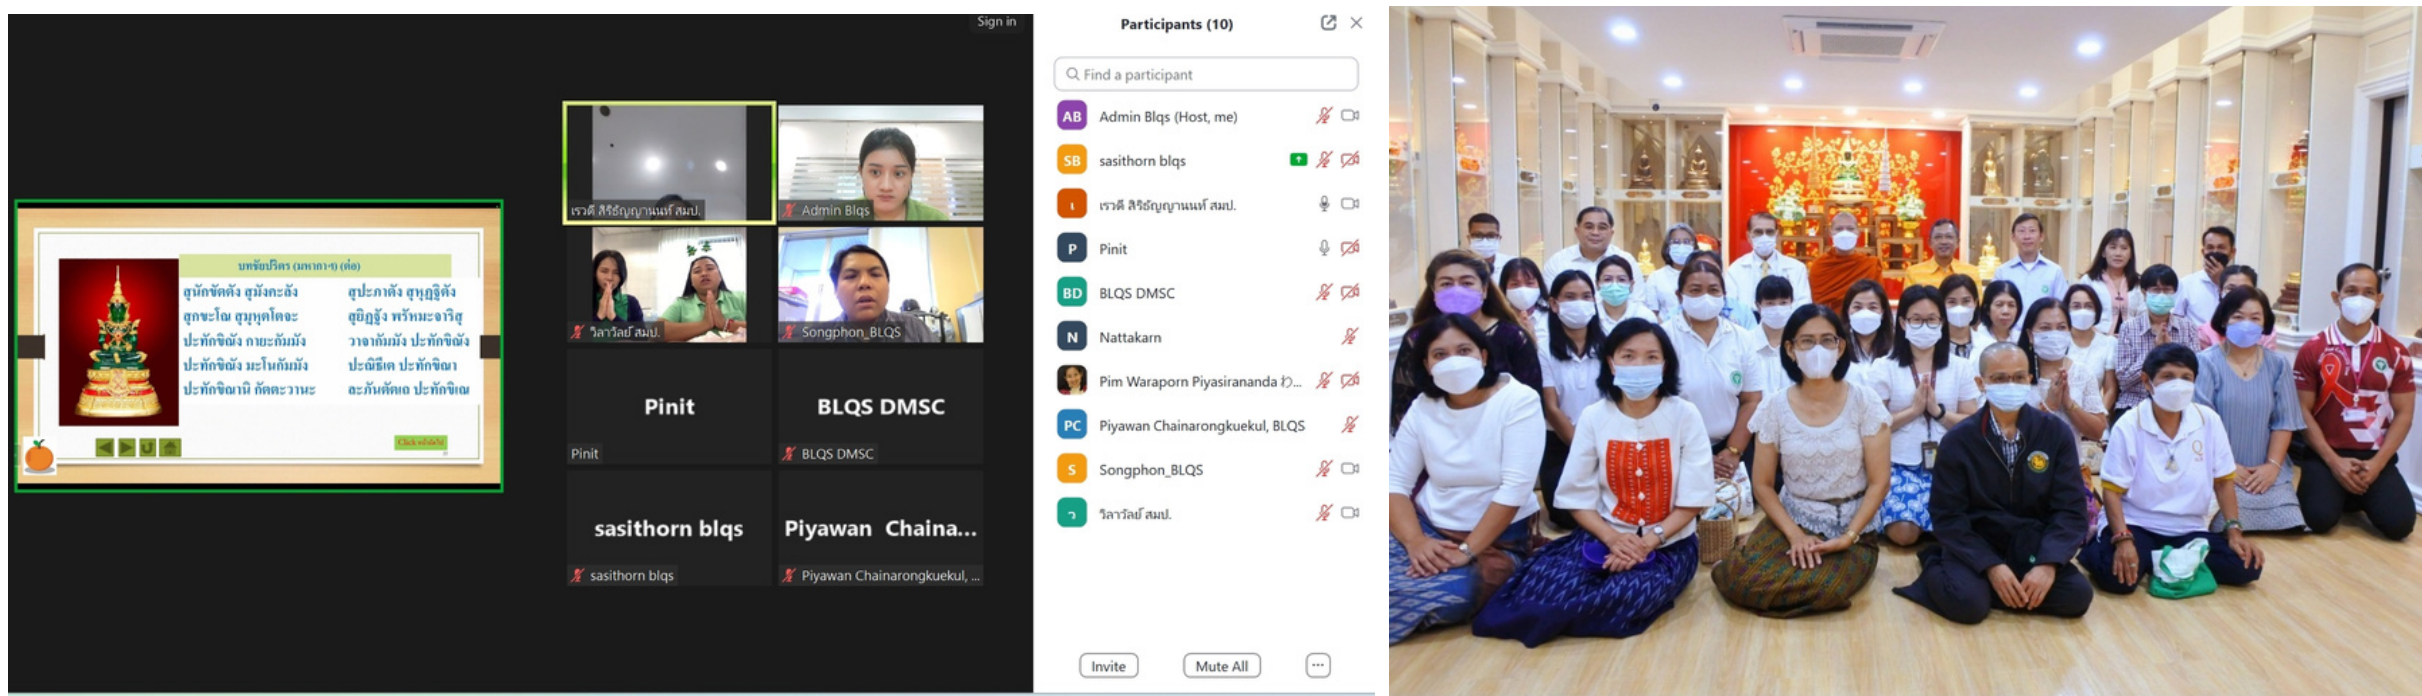 Sign in
บทชัยปริตร (มหากาฯ) (ต่อ)
สุนักขัตตัง สุมังคะลัง
สุปะภาตัง สุหุฏฐิตัง
สุกขะโณ สุมุหุตโตจะ
สุยิฏฐัง พรัหมะจาริสุ
ปะทักขิณัง กายะกัมมัง
วาจากัมมัง ปะทักขิณัง
ปะทักขิณัง มะโนกัมมัง
ปะณิธีเต ปะทักขิณา
ปะทักขิณานิ กัตตะวานะ
ละภันตัตเถ ปะทักขิเณ
เรวดี สิริธัญญานนท์ สมป.
Admin Blqs
วิลาวัลย์ สมป.
Songphon_BLQS
Pinit
BLQS DMSC
Pinit
BLQS DMSC
sasithorn blqs
Piyawan Chaina...
sasithorn blqs
Piyawan Chainarongkuekul, ...
Participants (10)
Find a participant
AB Admin Blqs (Host, me)
SB sasithorn blqs
เ เรวดี สิริธัญญานนท์ สมป.
P Pinit
BD BLQS DMSC
N Nattakarn
Pim Waraporn Piyasirananda わ...
PC Piyawan Chainarongkuekul, BLQS
S Songphon_BLQS
ว วิลาวัลย์ สมป.
Invite
Mute All